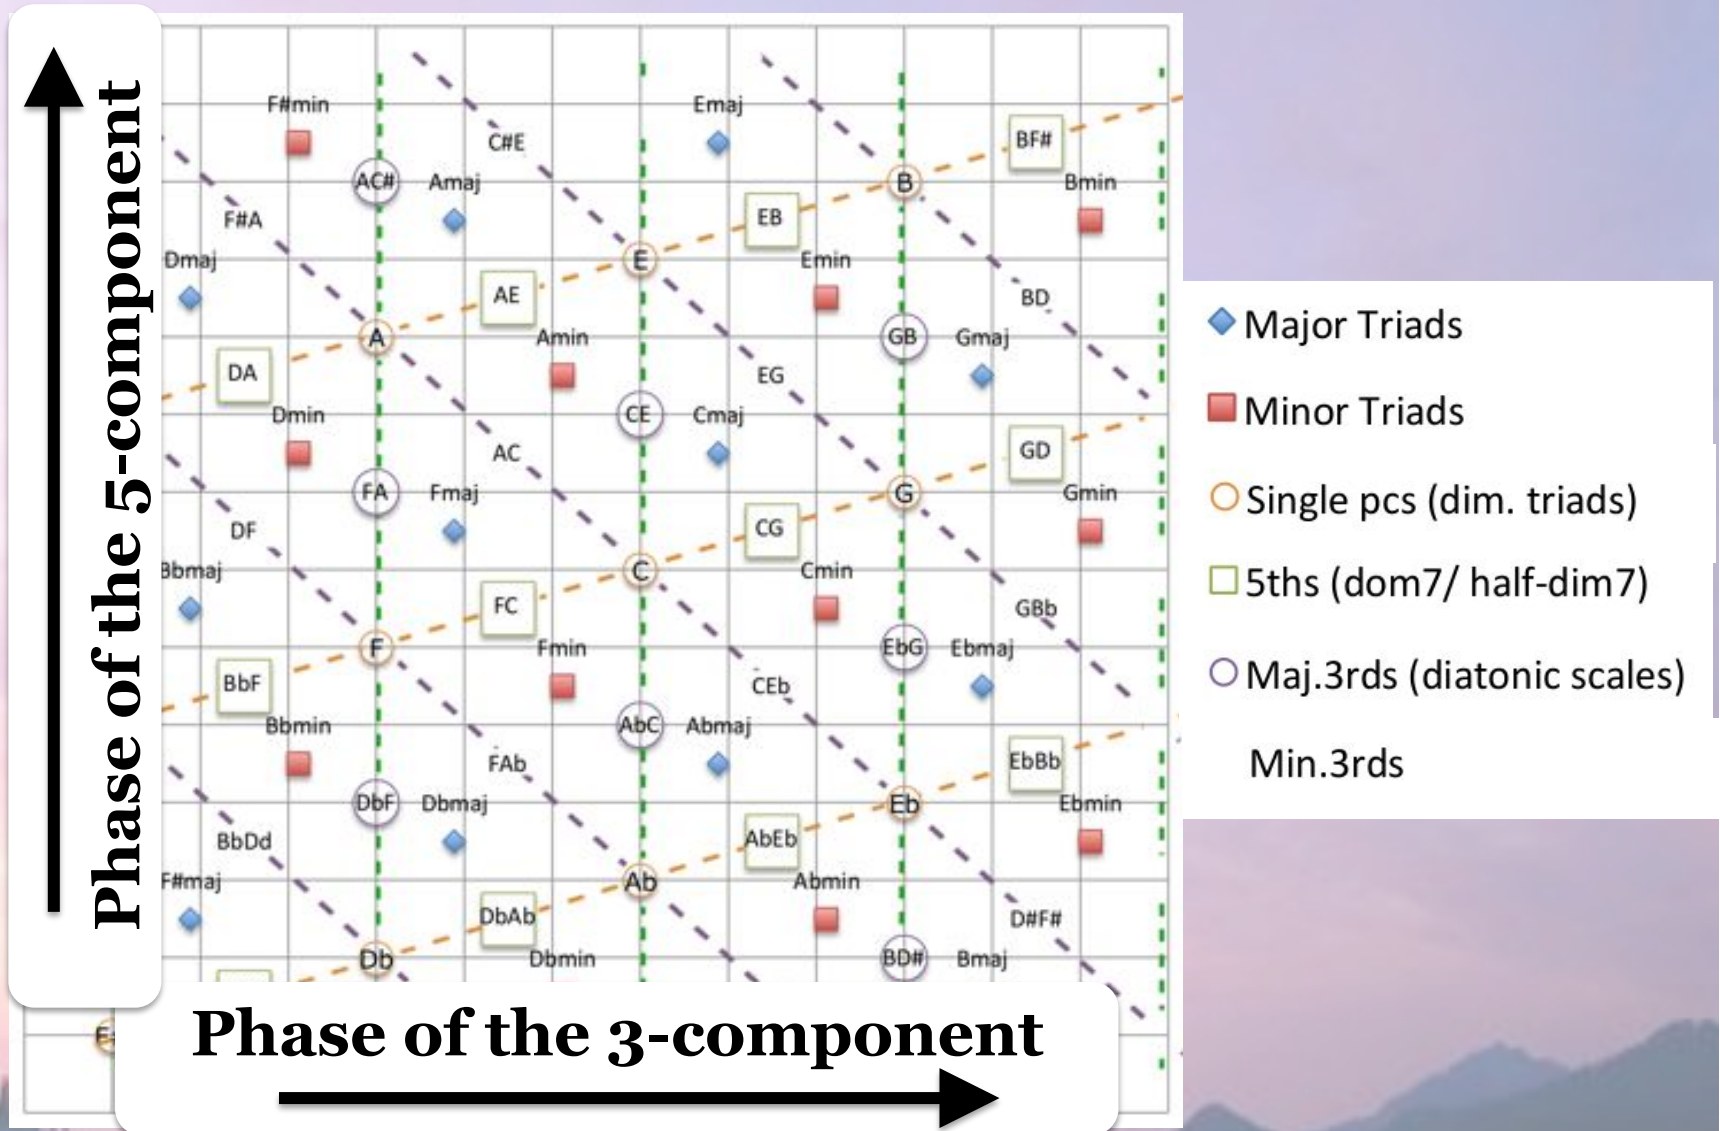 Phase of the 5-component
F#min
Emaj
C#E
BF#
AC#
Amaj
B
Bmin
F#A
EB
Dmaj
E
Emin
AE
BD
A
Amin
GB
Gmaj
DA
EG
Dmin
CE
Cmaj
AC
GD
FA
Fmaj
G
Gmin
DF
CG
Bbmaj
C
Cmin
FC
GBb
F
Fmin
EbG
Ebmaj
BbF
CEb
Bbmin
AbC
Abmaj
FAb
EbBb
DbF
Dbmaj
Eb
Ebmin
BbDd
AbEb
F#maj
Ab
Abmin
DbAb
D#F#
Db
Dbmin
BD#
Bmaj
Phase of the 3-component
Major Triads
Minor Triads
Single pcs (dim. triads)
5ths (dom7/ half-dim7)
Maj.3rds (diatonic scales)
Min.3rds